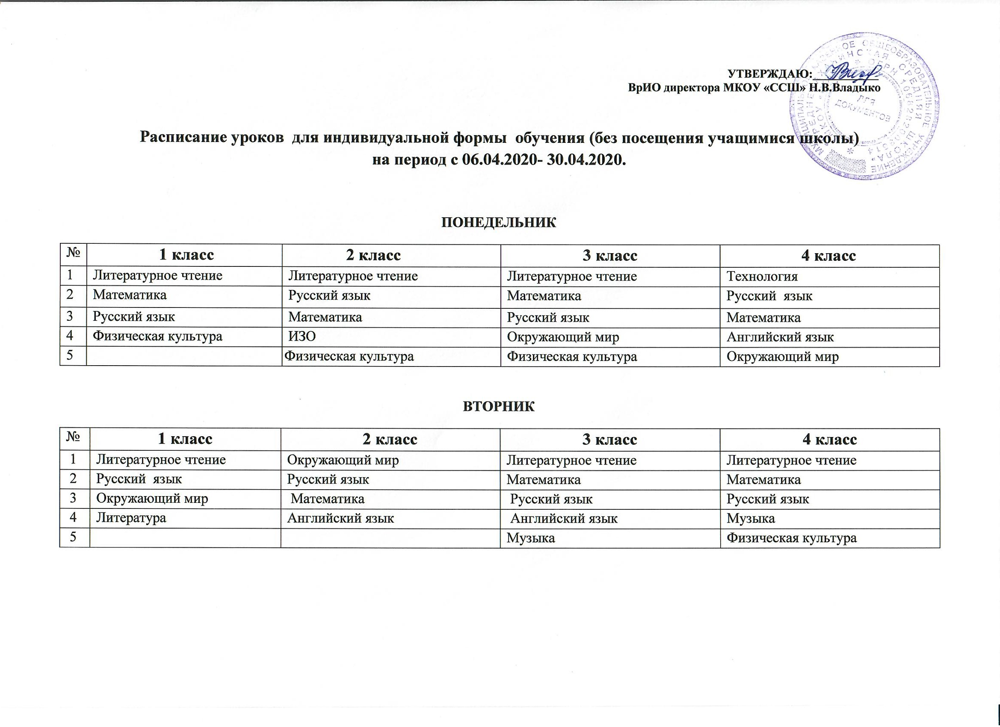 УТВЕРЖДАЮ:
ВрИО директора МКОУ «ССШ» Н.В.Владыко
ОБЩЕОБРАЗОВАТЕЛЬНОЕ УЧРЕЖДЕНИЕ
СРЕДНЯЯ ШКОЛА»
ОГРН
ДЛЯ
ДОКУМЕНТОВ
Расписание уроков для индивидуальной формы обучения (без посещения учащимися школы)
на период с 06.04.2020- 30.04.2020.
ПОНЕДЕЛЬНИК
№ 1 класс 2 класс 3 класс 4 класс
1 Литературное чтение Литературное чтение Литературное чтение Технология
2 Математика Русский язык Математика Русский язык
3 Русский язык Математика Русский язык Математика
4 Физическая культура ИЗО Окружающий мир Английский язык
5 Физическая культура Физическая культура Окружающий мир
ВТОРНИК
№ 1 класс 2 класс 3 класс 4 класс
1 Литературное чтение Окружающий мир Литературное чтение Литературное чтение
2 Русский язык Русский язык Математика Математика
3 Окружающий мир Математика Русский язык Русский язык
4 Литература Английский язык Английский язык Музыка
5 Музыка Физическая культура